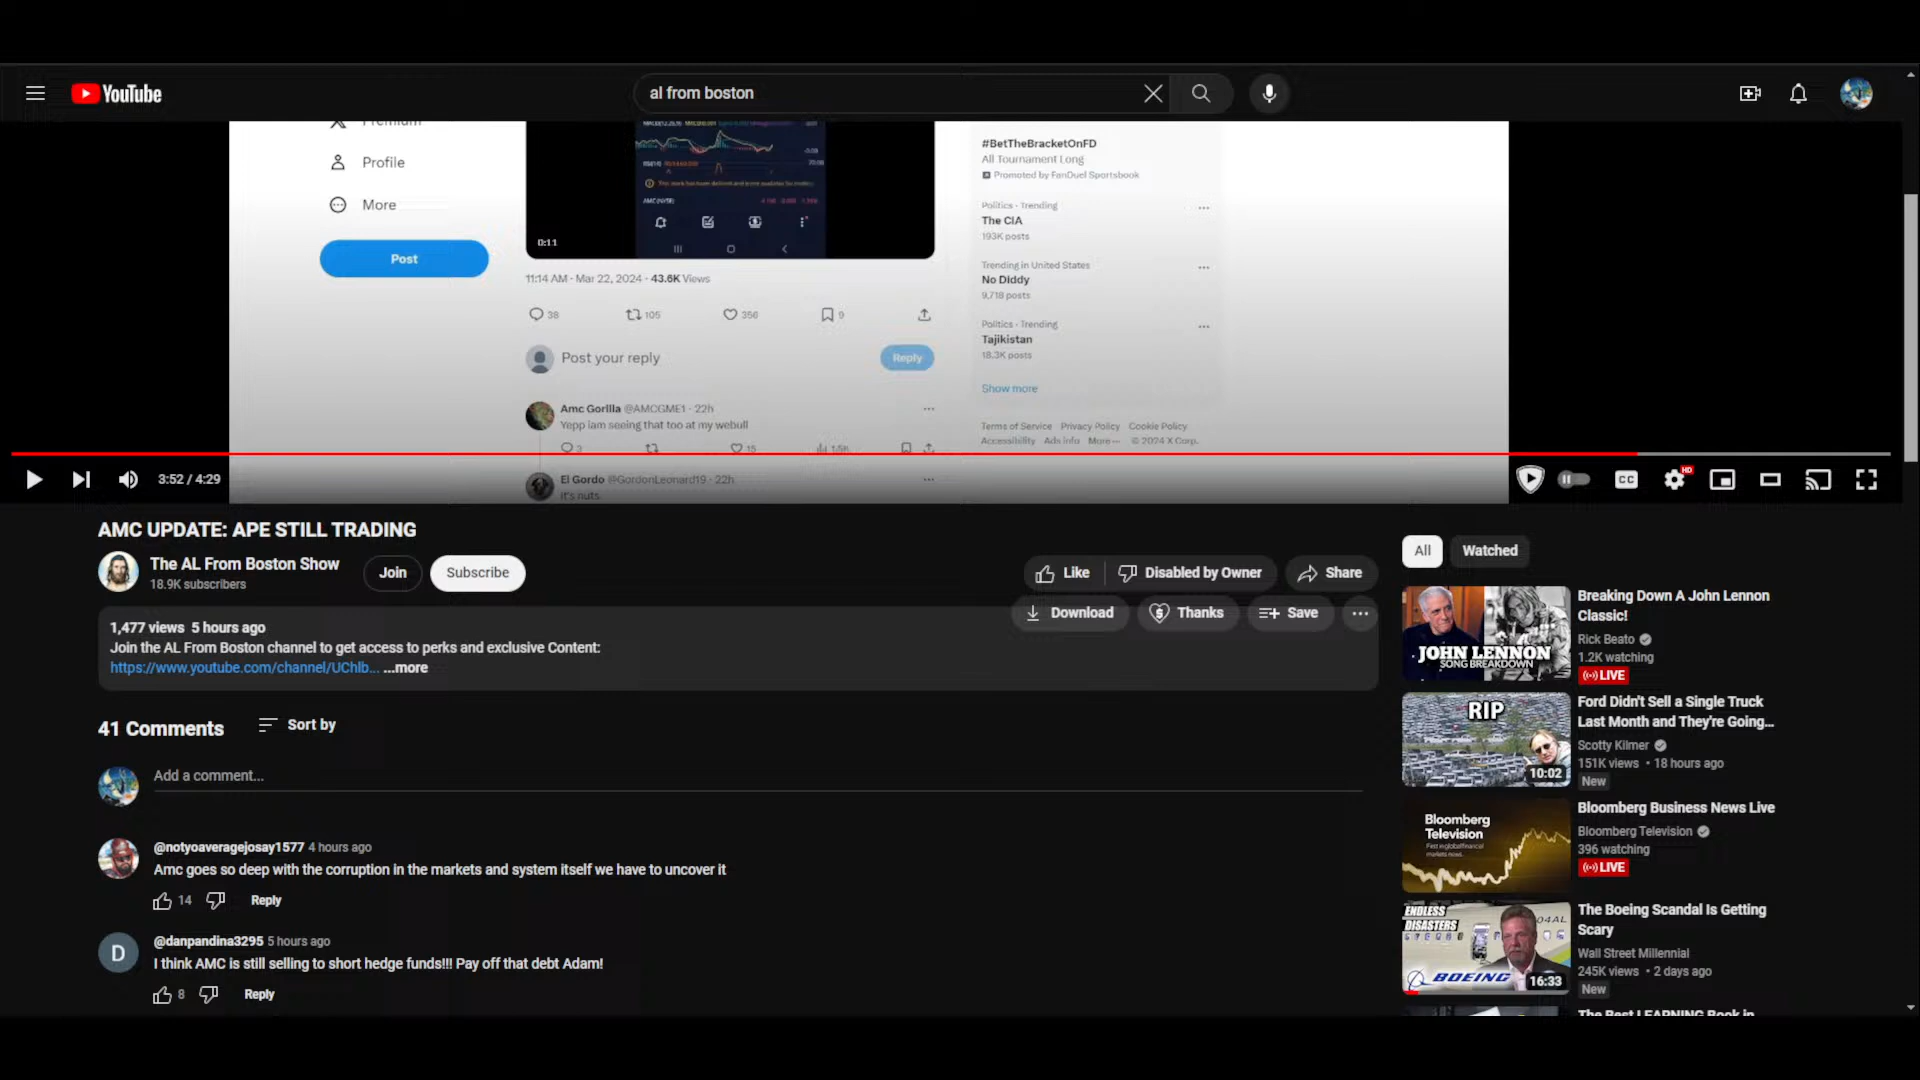 YouTube
al from boston
Premium
Profile
More
Post
0:11
11:14 AM · Mar 22, 2024 · 43.6K Views
38
105
356
9
Post your reply
Reply
Amc Gorilla @AMCGME1 · 22h
Yepp Iam seeing that too at my webull
3
15
El Gordo @GordonLeonard19 · 22h
It's nuts
#BetTheBracketOnFD
All Tournament Long
Promoted by FanDuel Sportsbook
Politics · Trending
The CIA
193K posts
Trending in United States
No Diddy
9,718 posts
Politics · Trending
Tajikistan
18.3K posts
Show more
Terms of Service Privacy Policy Cookie Policy
Accessibility Ads info More ··· © 2024 X Corp.
3:52 / 4:29
CC
HD
AMC UPDATE: APE STILL TRADING
The AL From Boston Show
18.9K subscribers
Join
Subscribe
Like
Disabled by Owner
Share
Download
Thanks
Save
1,477 views 5 hours ago
Join the AL From Boston channel to get access to perks and exclusive Content:
https://www.youtube.com/channel/UChlb... ...more
41 Comments
Sort by
Add a comment...
@notyoaveragejosay1577 4 hours ago
Amc goes so deep with the corruption in the markets and system itself we have to uncover it
14
Reply
D
@danpandina3295 5 hours ago
I think AMC is still selling to short hedge funds!!! Pay off that debt Adam!
8
Reply
All
Watched
JOHN LENNON
SONG BREAKDOWN
Breaking Down A John Lennon
Classic!
Rick Beato
1.2K watching
LIVE
RIP
10:02
Ford Didn't Sell a Single Truck
Last Month and They're Going...
Scotty Kilmer
151K views • 18 hours ago
New
Bloomberg
Television
Bloomberg Business News Live
Bloomberg Television
396 watching
LIVE
ENDLESS
DISASTERS
BOEING
16:33
The Boeing Scandal Is Getting
Scary
Wall Street Millennial
245K views • 2 days ago
New
The Best LEARNING Book in